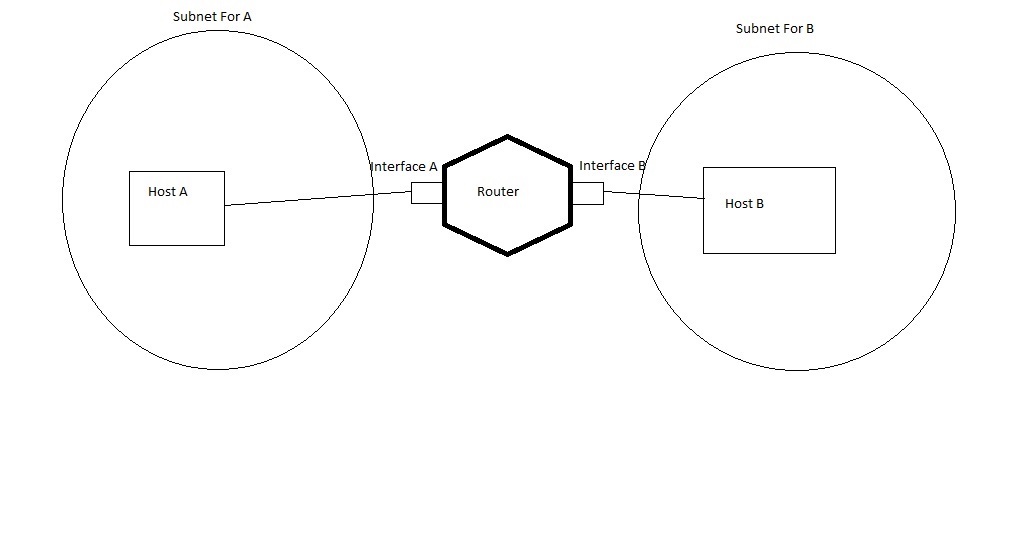 Subnet For A
Subnet For B
Interface A
Interface B
Host A
Router
Host B